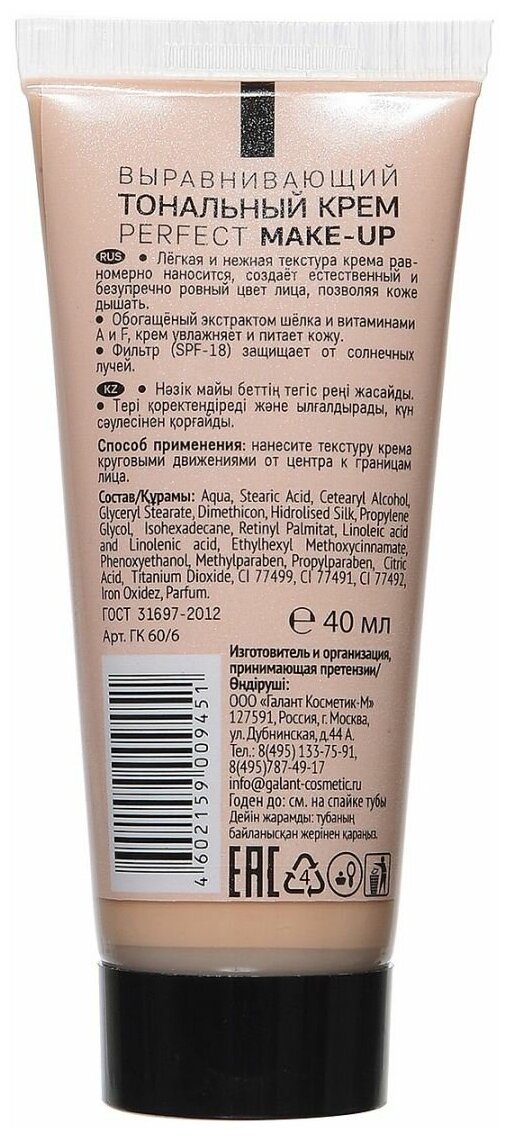 ВЫРАВНИВАЮЩИЙ
ТОНАЛЬНЫЙ КРЕМ
PERFECT MAKE-UP
RUS • Лёгкая и нежная текстура крема рав-
номерно наносится, создаёт естественный и
безупречно ровный цвет лица, позволяя коже
дышать.
• Обогащёный экстрактом шёлка и витаминами
А и F, крем увлажняет и питает кожу.
• Фильтр (SPF-18) защищает от солнечных
лучей.
KZ • Нәзік майы беттің тегіс реңі жасайды.
• Тері қоректендіреді және ылғалдырады, күн
сәулесінен қорғайды.
Способ применения: нанесите текстуру крема
круговыми движениями от центра к границам
лица.
Состав/Құрамы: Aqua, Stearic Acid, Cetearyl Alcohol,
Glyceryl Stearate, Dimethicon, Hidrolised Silk, Propylene
Glycol, Isohexadecane, Retinyl Palmitat, Linoleic acid
and Linolenic acid, Ethylhexyl Methoxycinnamate,
Phenoxyethanol, Methylparaben, Propylparaben, Citric
Acid, Titanium Dioxide, CI 77499, CI 77491, CI 77492,
Iron Oxidez, Parfum.
ГОСТ 31697-2012
Арт. ГК 60/6
℮ 40 мл
Изготовитель и организация,
принимающая претензии/
Өндіруші:
ООО «Галант Косметик-М»
127591, Россия, г. Москва,
ул. Дубнинская, д.44 А.
Тел.: 8(495) 133-75-91,
8(495)787-49-17
info@galant-cosmetic.ru
Годен до: см. на спайке тубы
Дейін жарамды: тубаның
байланысқан жерінен қараңыз.
4 602159 009451
EAC 4